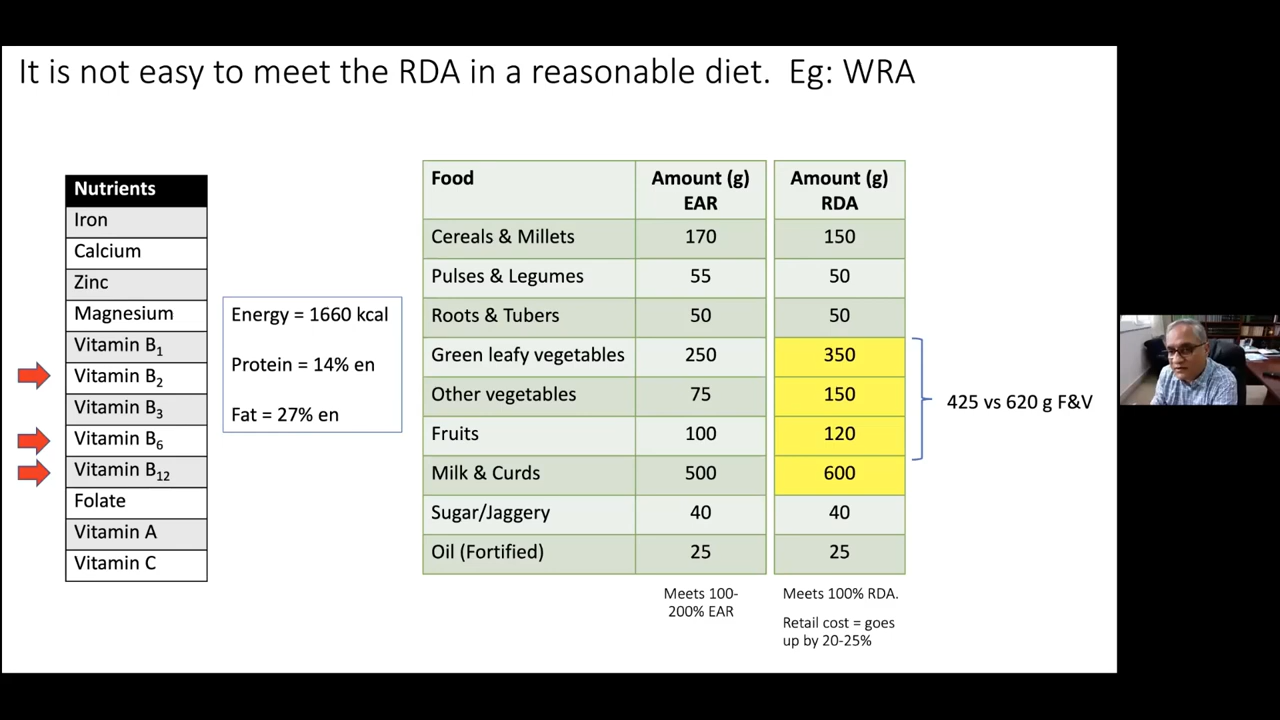 It is not easy to meet the RDA in a reasonable diet. Eg: WRA
Nutrients
Iron
Calcium
Zinc
Magnesium
Vitamin B1
Vitamin B2
Vitamin B3
Vitamin B6
Vitamin B12
Folate
Vitamin A
Vitamin C
Energy = 1660 kcal
Protein = 14% en
Fat = 27% en
Food Amount (g) Amount (g)
EAR RDA
Cereals & Millets 170 150
Pulses & Legumes 55 50
Roots & Tubers 50 50
Green leafy vegetables 250 350
Other vegetables 75 150
Fruits 100 120
Milk & Curds 500 600
Sugar/Jaggery 40 40
Oil (Fortified) 25 25
425 vs 620 g F&V
Meets 100-
200% EAR
Meets 100% RDA.
Retail cost = goes
up by 20-25%